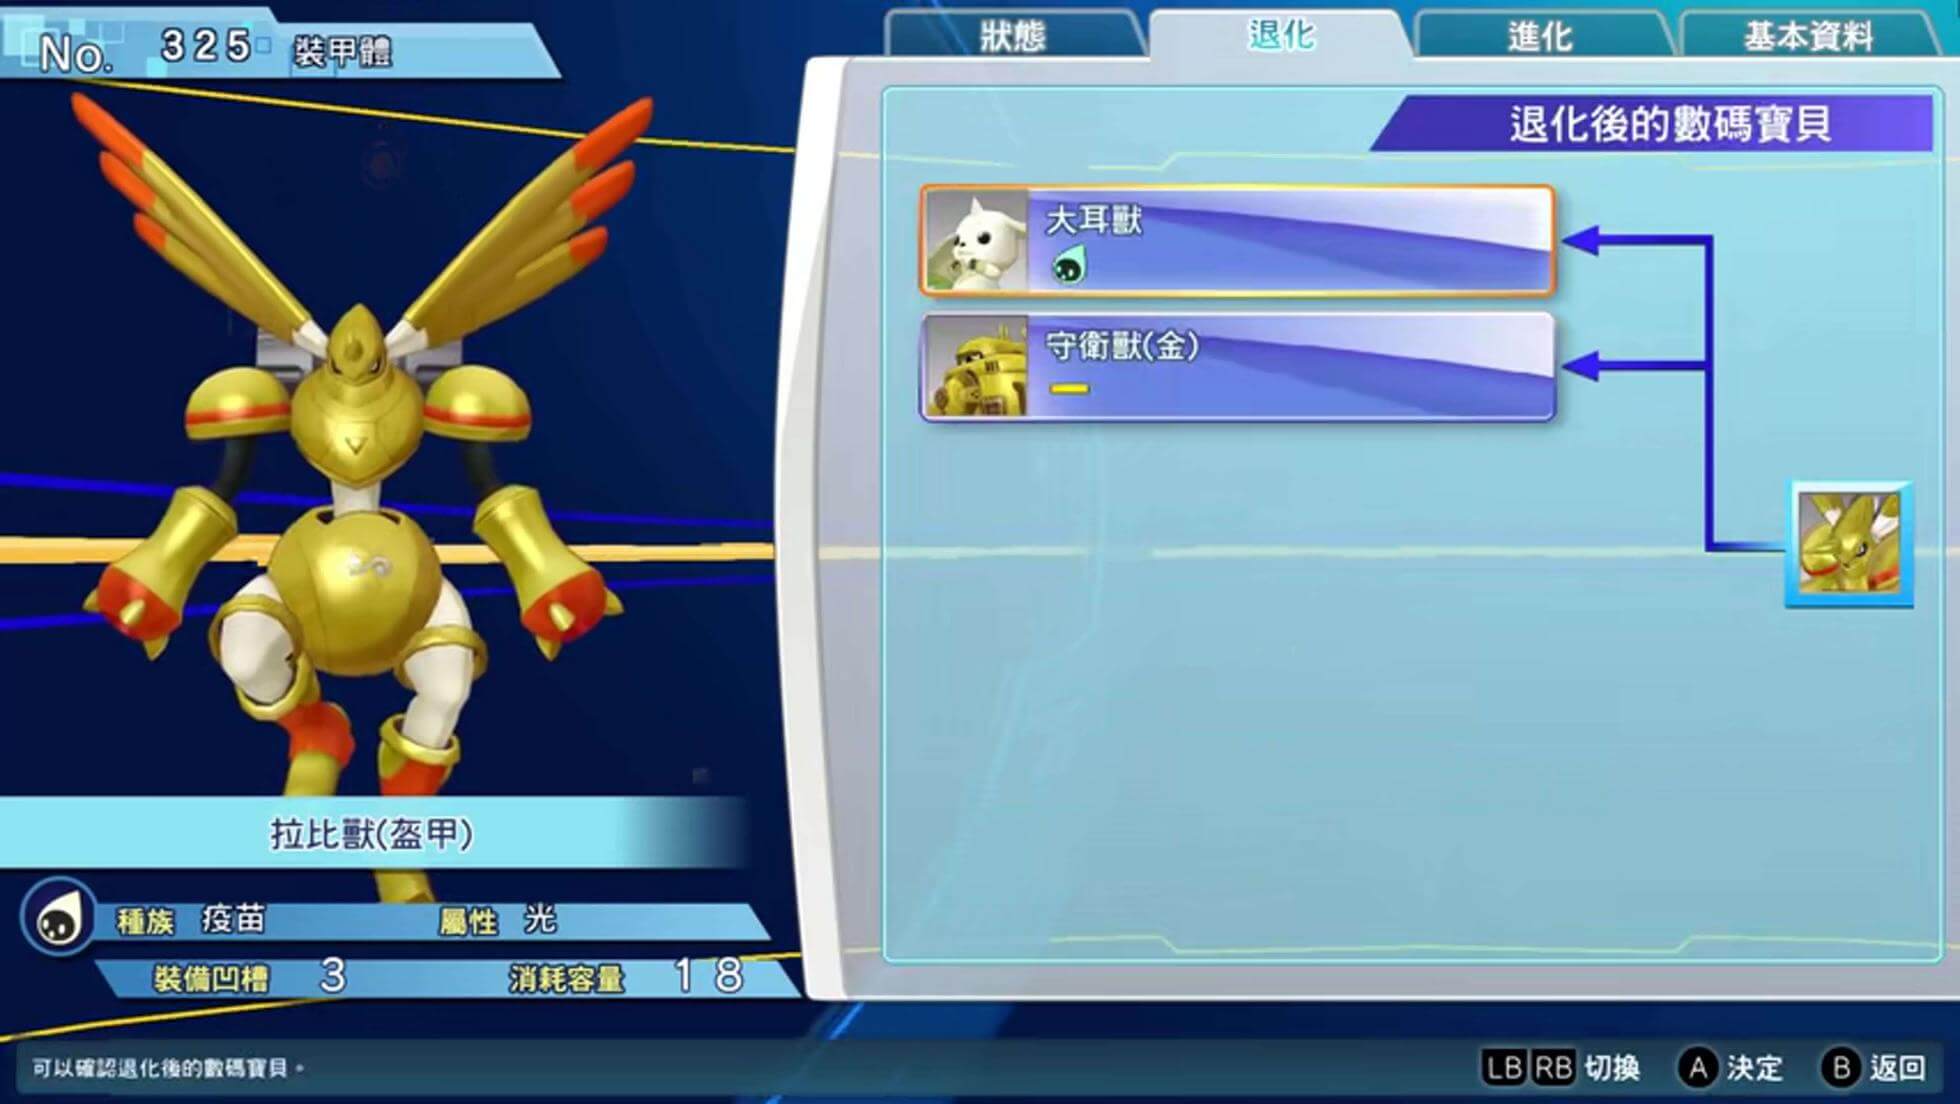 No. 325 裝甲體
狀態 退化 進化 基本資料
退化後的數碼寶貝
大耳獸
守衛獸(金)
拉比獸(盔甲)
種族 疫苗 屬性 光
裝備凹槽 3 消耗容量 18
可以確認退化後的數碼寶貝。
LB RB 切換 A 決定 B 返回